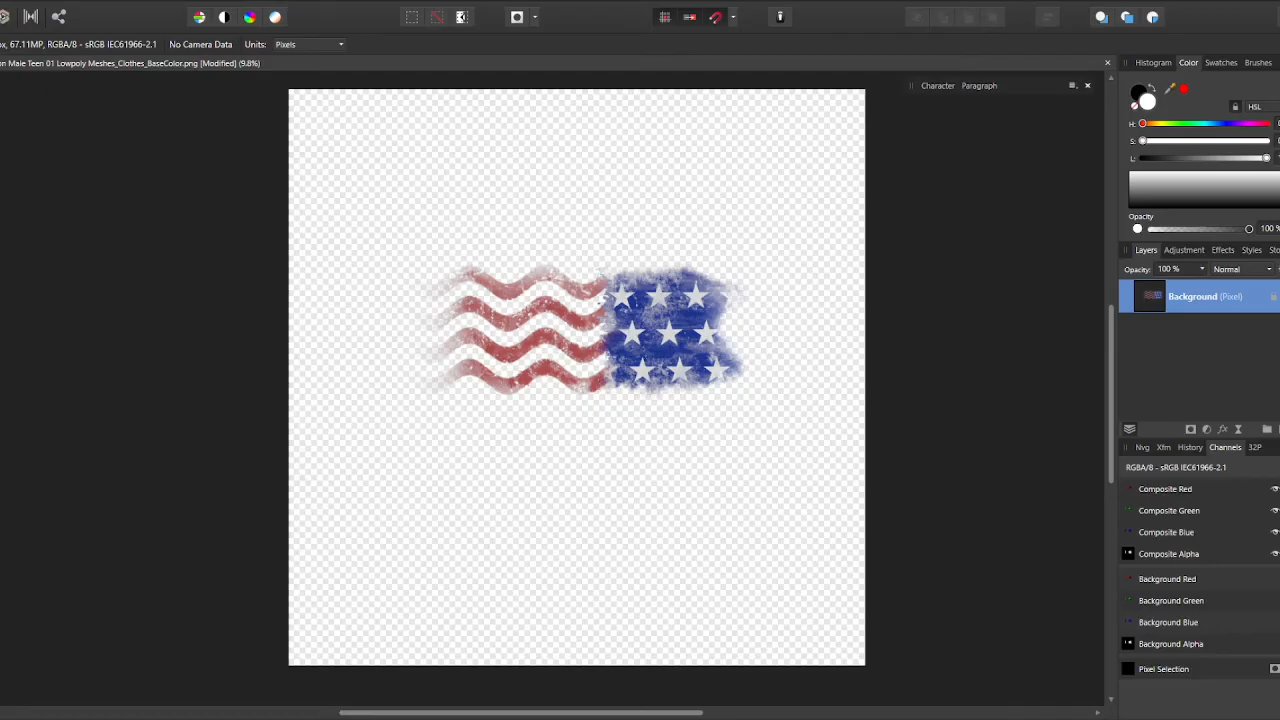 x, 67.11MP, RGBA/8 - sRGB IEC61966-2.1 No Camera Data Units: Pixels
on Male Teen 01 Lowpoly Meshes_Clothes_BaseColor.png [Modified] (9.8%)
Character Paragraph
Histogram Color Swatches Brushes
HSL
H:
S:
L:
Opacity
100 %
Layers Adjustment Effects Styles Sto
Opacity: 100 % Normal
Background (Pixel)
fx
Nvg Xfm History Channels 32P
RGBA/8 - sRGB IEC61966-2.1
Composite Red
Composite Green
Composite Blue
Composite Alpha
Background Red
Background Green
Background Blue
Background Alpha
Pixel Selection